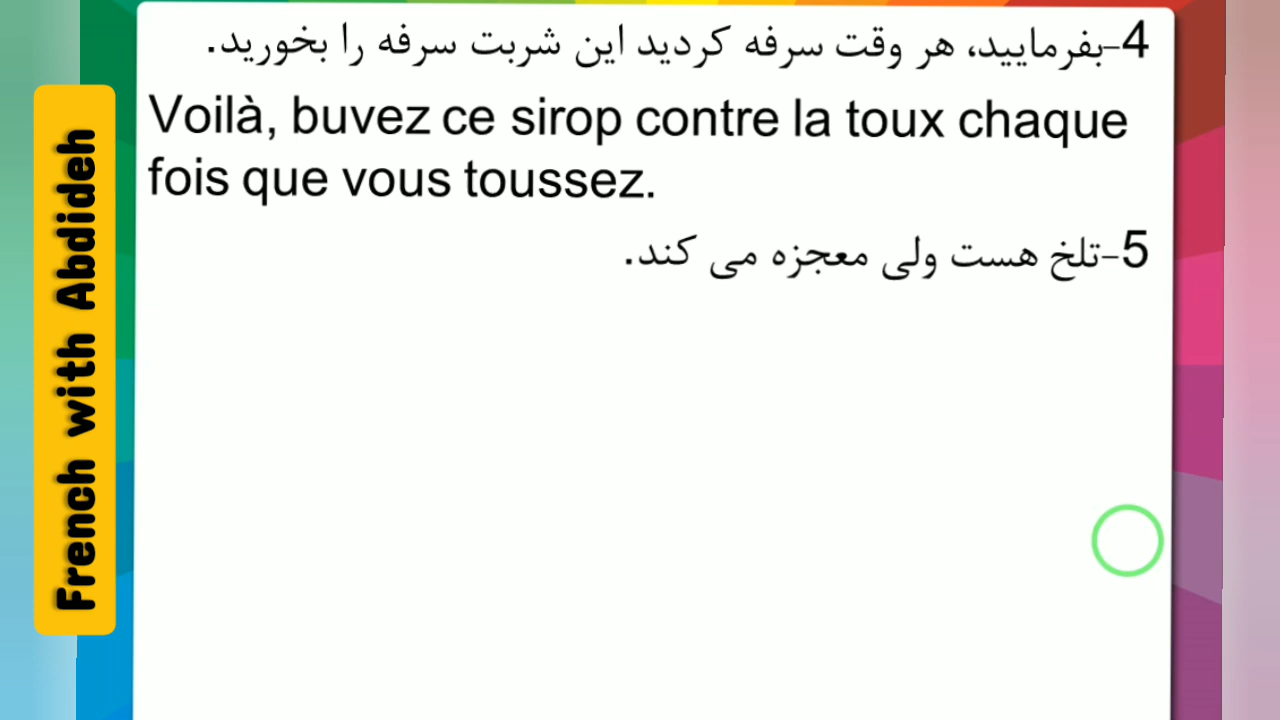 4-بفرمایید، هر وقت سرفه کردید این شربت سرفه را بخورید.
Voilà, buvez ce sirop contre la toux chaque
fois que vous toussez.
5-تلخ هست ولی معجزه می کند.
French with Abdideh